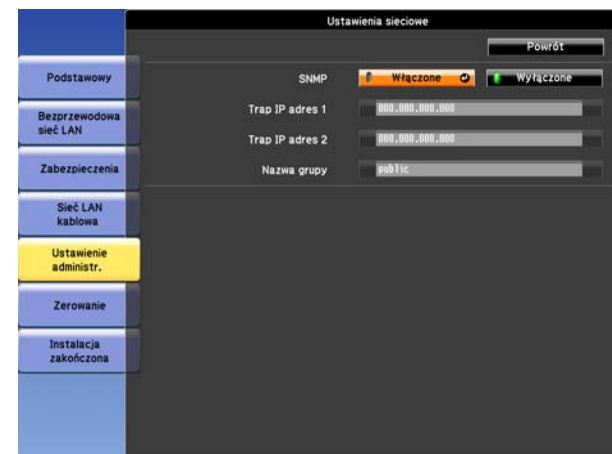 Ustawienia sieciowe
Powrót
Podstawowy
Bezprzewodowa
sieć LAN
Zabezpieczenia
Sieć LAN
kablowa
Ustawienie
administr.
Zerowanie
Instalacja
zakończona
SNMP Włączone Wyłączone
Trap IP adres 1 000.000.000.000
Trap IP adres 2 000.000.000.000
Nazwa grupy public